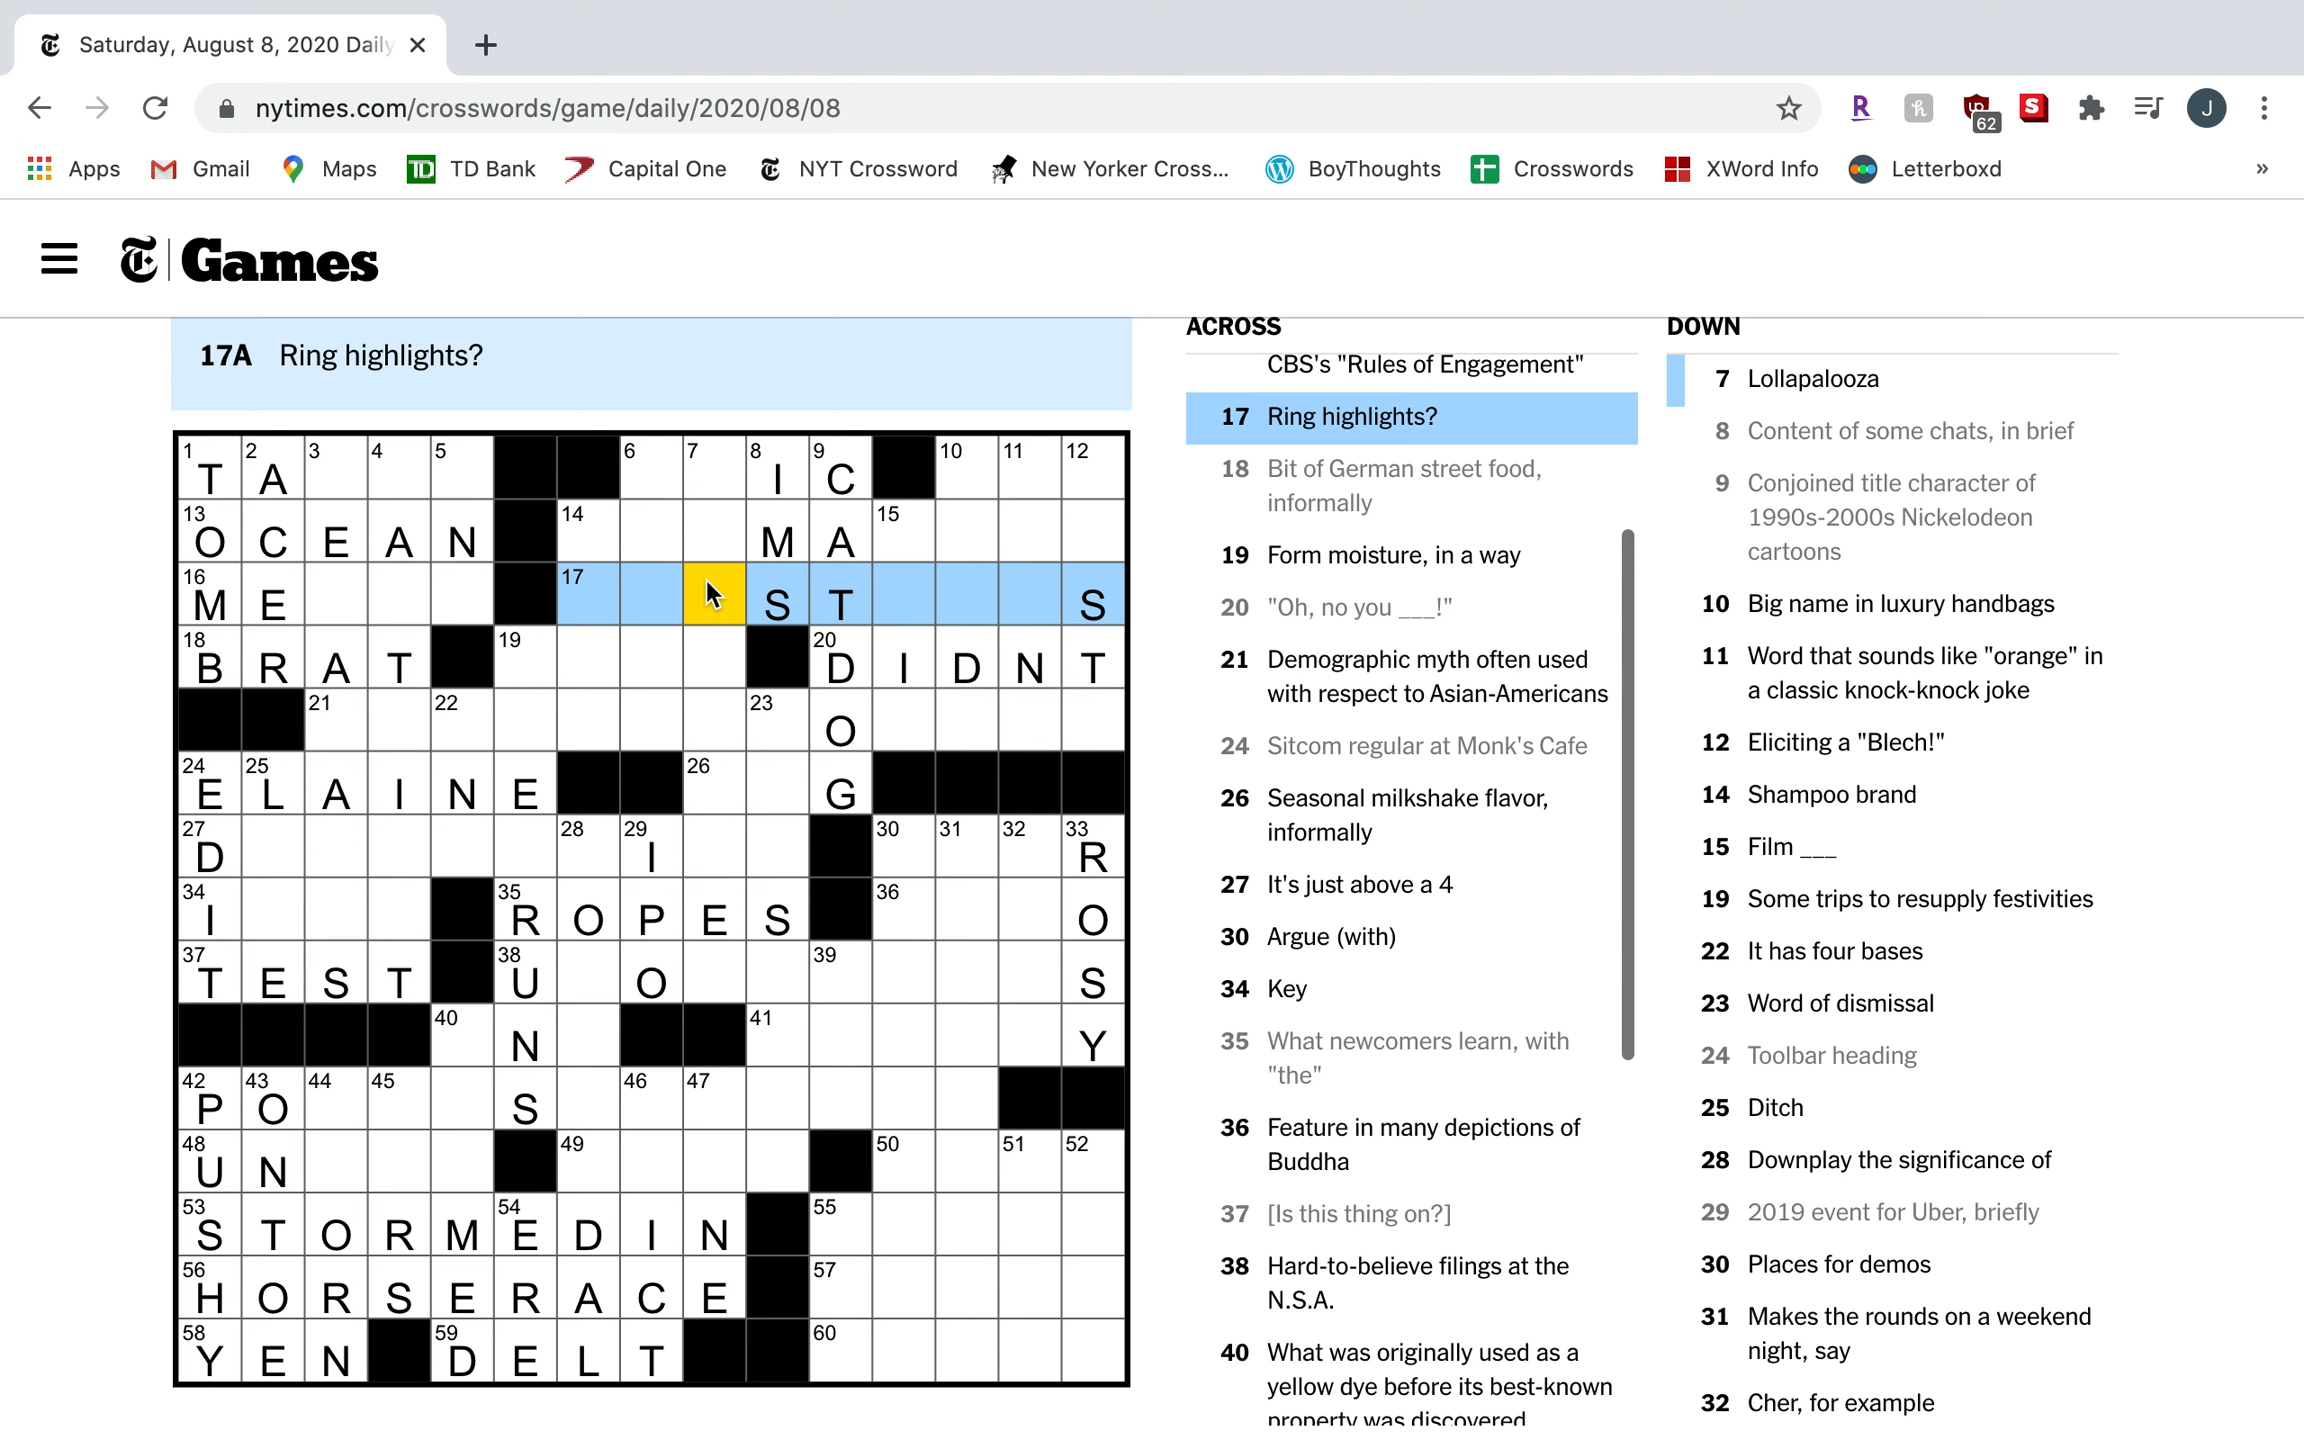 Saturday, August 8, 2020 Daily
nytimes.com/crosswords/game/daily/2020/08/08
62
J
Apps
Gmail
Maps
TD Bank
Capital One
NYT Crossword
New Yorker Cross...
BoyThoughts
Crosswords
XWord Info
Letterboxd
»
Games
17A Ring highlights?
1 T 2 A 3 4 5 6 7 8 I 9 C 10 11 12
13 O C E A N 14 M A 15
16 M E 17 S T S
18 B R A T 19 20 D I D N T
21 22 23 O
24 E 25 L A I N E 26 G
27 D 28 29 I 30 31 32 33 R
34 I 35 R O P E S 36 O
37 T E S T 38 U O 39 S
40 N 41 Y
42 P 43 O 44 45 S 46 47
48 U N 49 50 51 52
53 S T O R M 54 E D I N 55
56 H O R S E R A C E 57
58 Y E N 59 D E L T 60
ACROSS
CBS's "Rules of Engagement"
17 Ring highlights?
18 Bit of German street food,
informally
19 Form moisture, in a way
20 "Oh, no you ___!"
21 Demographic myth often used
with respect to Asian-Americans
24 Sitcom regular at Monk's Cafe
26 Seasonal milkshake flavor,
informally
27 It's just above a 4
30 Argue (with)
34 Key
35 What newcomers learn, with
"the"
36 Feature in many depictions of
Buddha
37 [Is this thing on?]
38 Hard-to-believe filings at the
N.S.A.
40 What was originally used as a
yellow dye before its best-known
property was discovered
DOWN
7 Lollapalooza
8 Content of some chats, in brief
9 Conjoined title character of
1990s-2000s Nickelodeon
cartoons
10 Big name in luxury handbags
11 Word that sounds like "orange" in
a classic knock-knock joke
12 Eliciting a "Blech!"
14 Shampoo brand
15 Film ___
19 Some trips to resupply festivities
22 It has four bases
23 Word of dismissal
24 Toolbar heading
25 Ditch
28 Downplay the significance of
29 2019 event for Uber, briefly
30 Places for demos
31 Makes the rounds on a weekend
night, say
32 Cher, for example